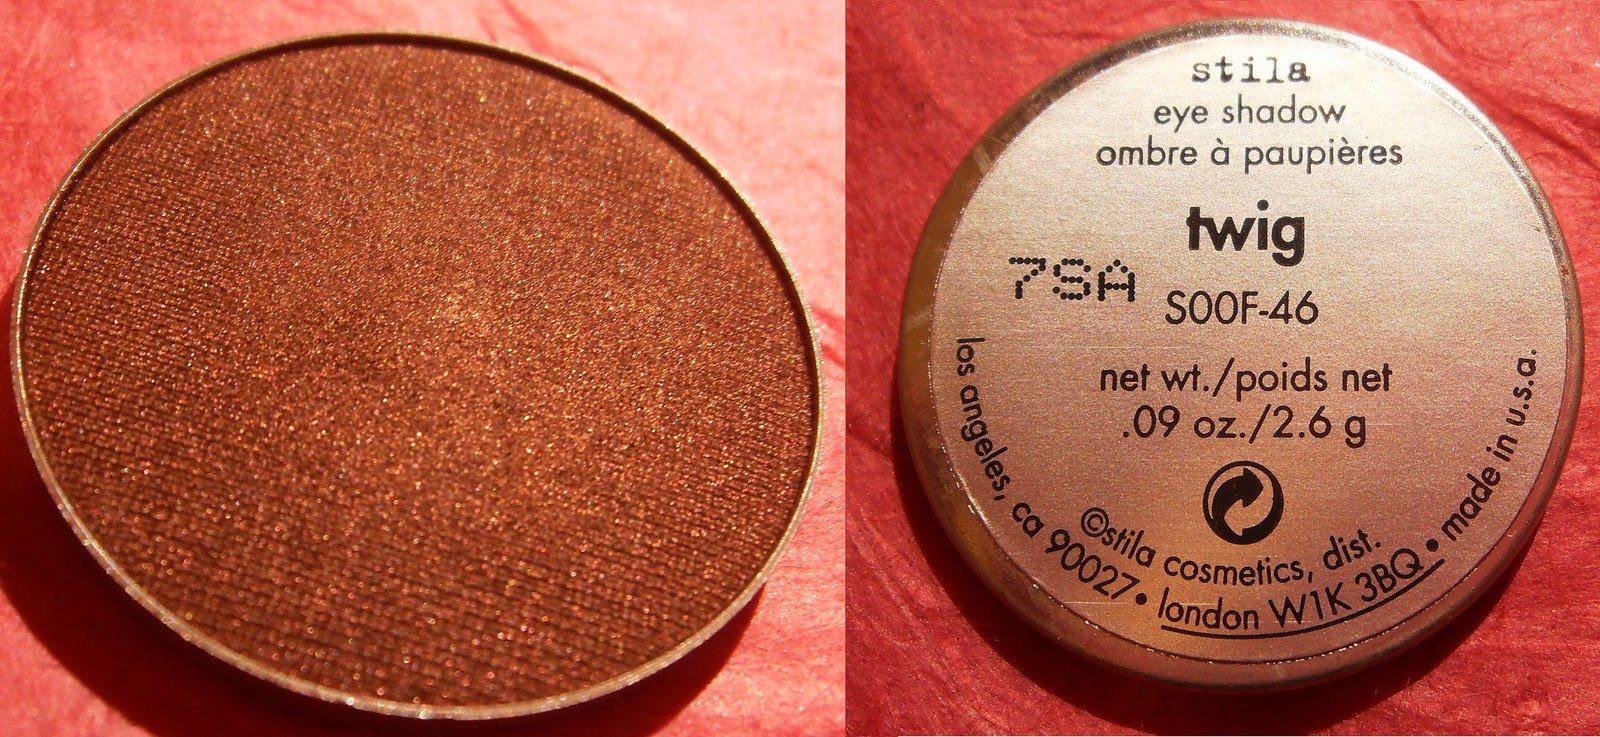 stila
eye shadow
ombre à paupières
twig
7SA
S00F-46
net wt./poids net
.09 oz./2.6 g
©stila cosmetics, dist.
los angeles, ca 90027 • london W1K 3BQ • made in u.s.a.